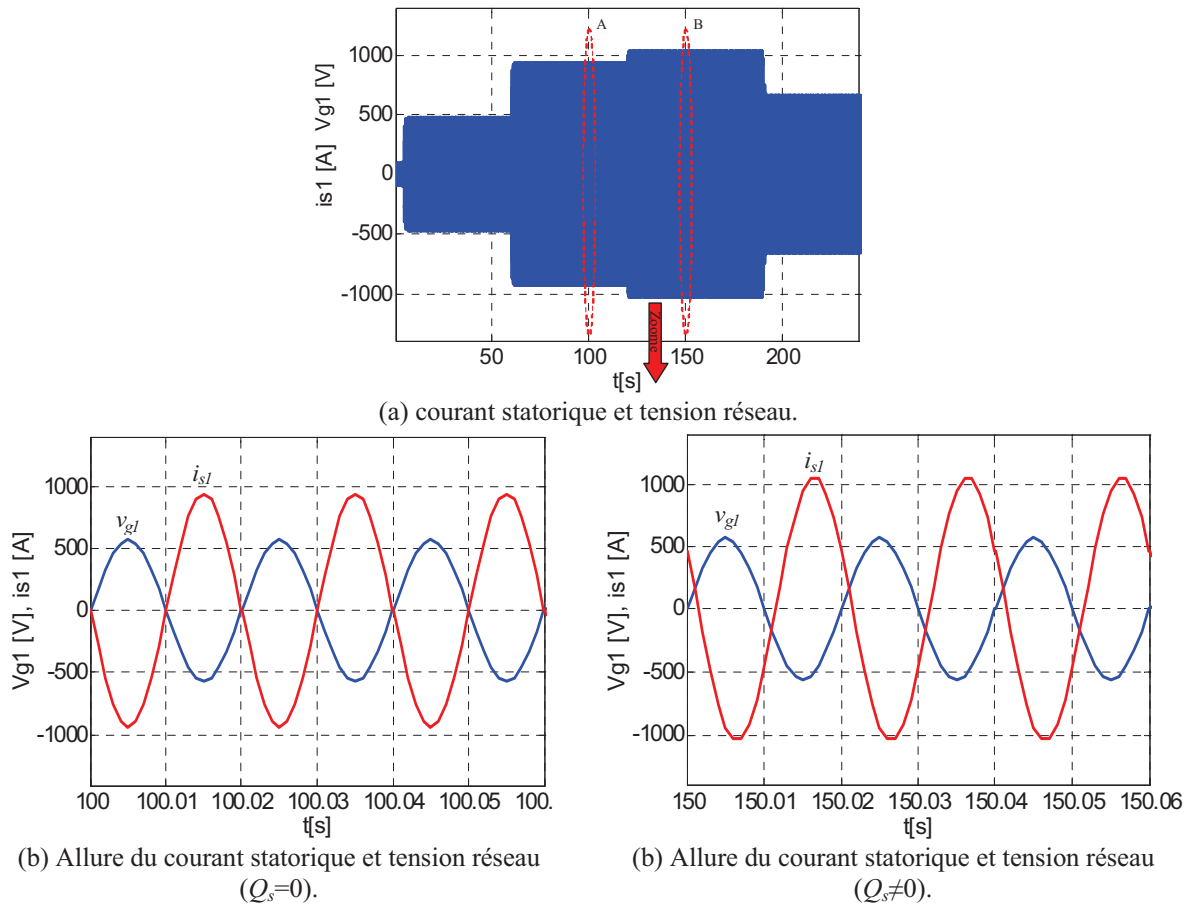 A
B
1000
500
0
-500
-1000
is1 [A] Vg1 [V]
50
100
150
200
t[s]
Zoome
(a) courant statorique et tension réseau.
is1
vg1
1000
500
0
-500
-1000
Vg1 [V], is1 [A]
100
100.01
100.02
100.03
100.04
100.05
100.
t[s]
(b) Allure du courant statorique et tension réseau
(Qs=0).
is1
vg1
1000
500
0
-500
-1000
Vg1 [V], is1 [A]
150
150.01
150.02
150.03
150.04
150.05
150.06
t[s]
(b) Allure du courant statorique et tension réseau
(Qs≠0).